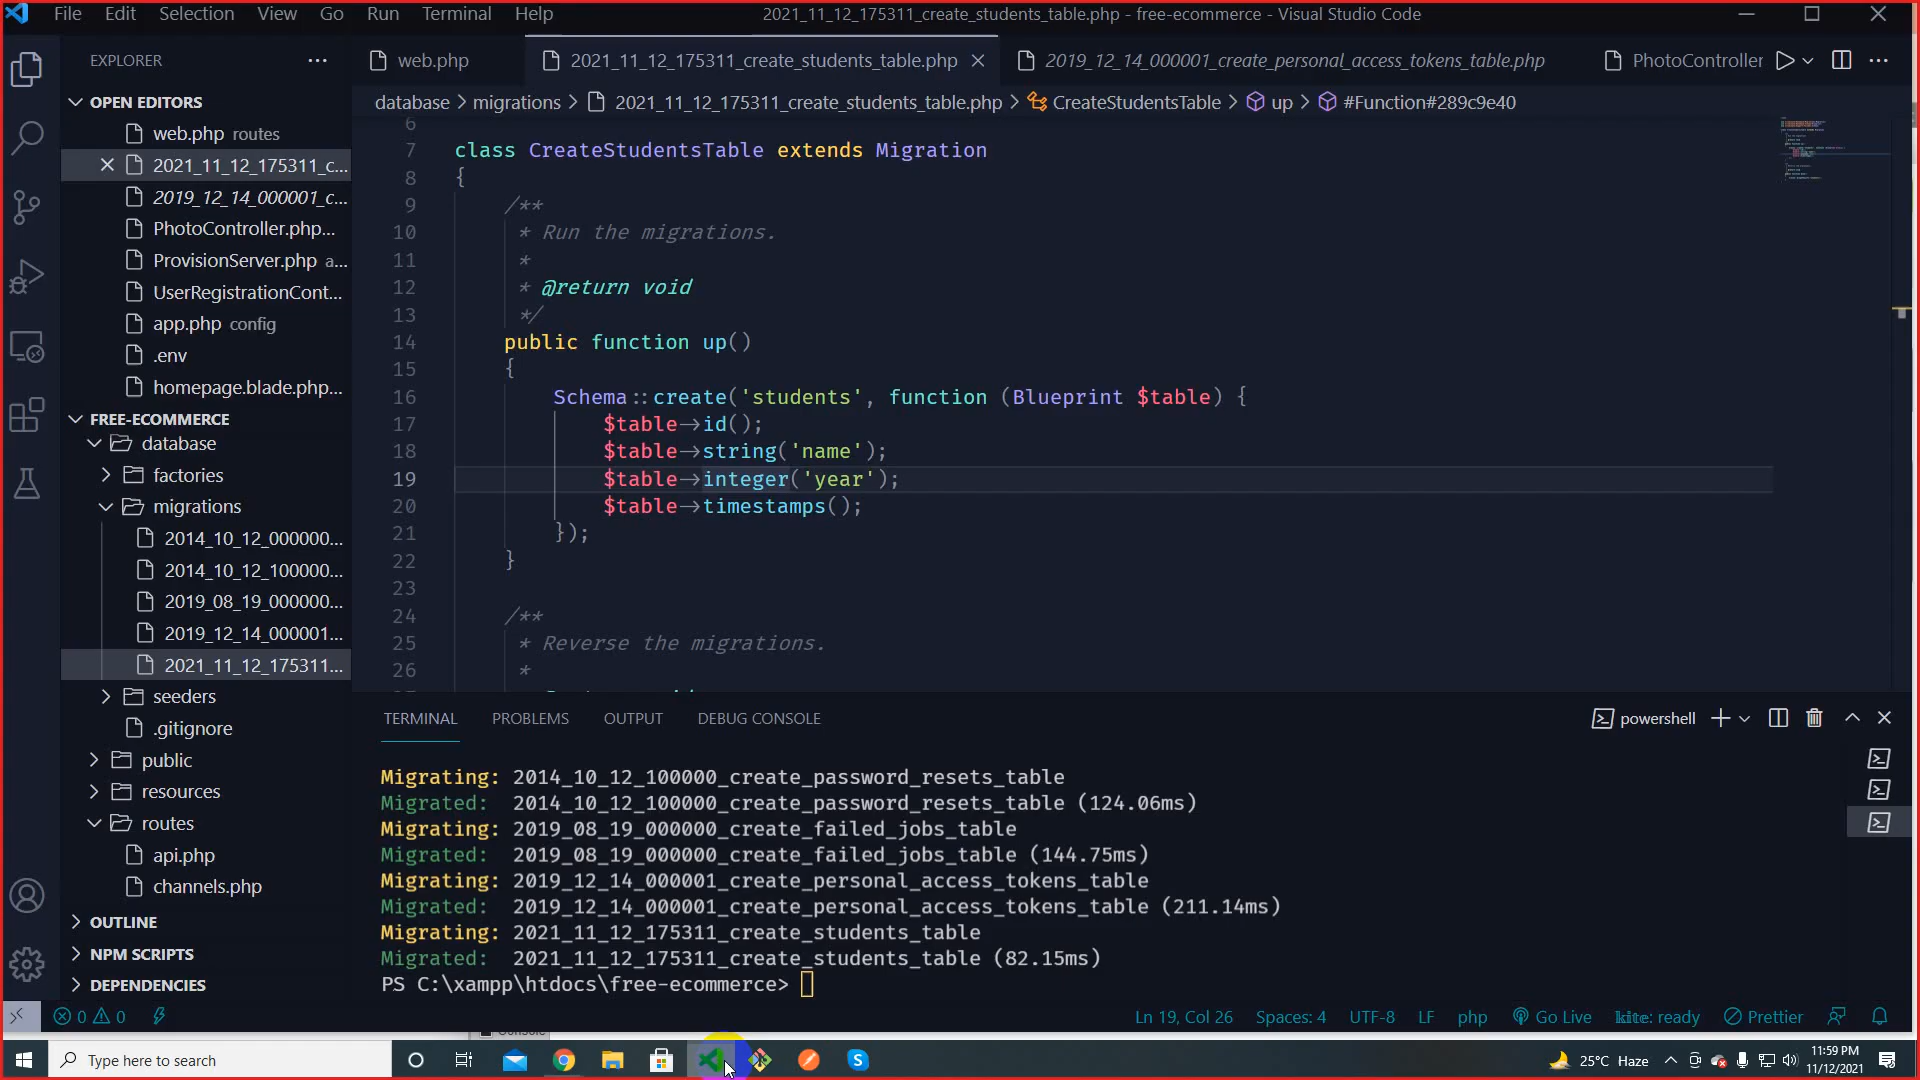 File Edit Selection View Go Run Terminal Help
2021_11_12_175311_create_students_table.php - free-ecommerce - Visual Studio Code
EXPLORER
web.php
2021_11_12_175311_create_students_table.php
2019_12_14_000001_create_personal_access_tokens_table.php
PhotoController
database > migrations > 2021_11_12_175311_create_students_table.php > CreateStudentsTable > up > #Function#289c9e40
OPEN EDITORS
web.php routes
2021_11_12_175311_c...
2019_12_14_000001_c...
PhotoController.php...
ProvisionServer.php a...
UserRegistrationCont...
app.php config
.env
homepage.blade.php...
FREE-ECOMMERCE
database
factories
migrations
2014_10_12_000000...
2014_10_12_100000...
2019_08_19_000000...
2019_12_14_000001...
2021_11_12_175311...
seeders
.gitignore
public
resources
routes
api.php
channels.php
OUTLINE
NPM SCRIPTS
DEPENDENCIES
6
7 class CreateStudentsTable extends Migration
8 {
9 /**
10 * Run the migrations.
11 *
12 * @return void
13 */
14 public function up()
15 {
16 Schema::create('students', function (Blueprint $table) {
17 $table->id();
18 $table->string('name');
19 $table->integer('year');
20 $table->timestamps();
21 });
22 }
23
24 /**
25 * Reverse the migrations.
26 *
TERMINAL PROBLEMS OUTPUT DEBUG CONSOLE
powershell
Migrating: 2014_10_12_100000_create_password_resets_table
Migrated: 2014_10_12_100000_create_password_resets_table (124.06ms)
Migrating: 2019_08_19_000000_create_failed_jobs_table
Migrated: 2019_08_19_000000_create_failed_jobs_table (144.75ms)
Migrating: 2019_12_14_000001_create_personal_access_tokens_table
Migrated: 2019_12_14_000001_create_personal_access_tokens_table (211.14ms)
Migrating: 2021_11_12_175311_create_students_table
Migrated: 2021_11_12_175311_create_students_table (82.15ms)
PS C:\xampp\htdocs\free-ecommerce>
0 0
Ln 19, Col 26 Spaces: 4 UTF-8 LF php Go Live kite: ready Prettier
Console
Type here to search
25°C Haze
11:59 PM
11/12/2021